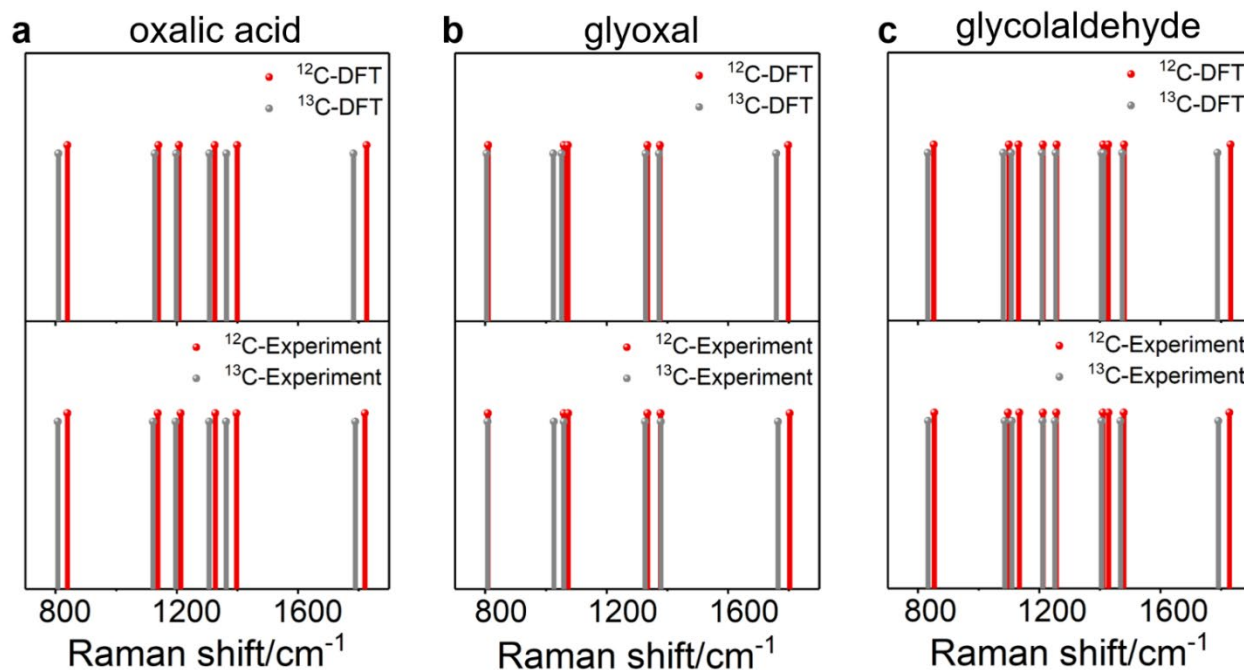 a oxalic acid
¹²C-DFT
¹³C-DFT
¹²C-Experiment
¹³C-Experiment
800 1200 1600
Raman shift/cm⁻¹
b glyoxal
¹²C-DFT
¹³C-DFT
¹²C-Experiment
¹³C-Experiment
800 1200 1600
Raman shift/cm⁻¹
c glycolaldehyde
¹²C-DFT
¹³C-DFT
¹²C-Experiment
¹³C-Experiment
800 1200 1600
Raman shift/cm⁻¹